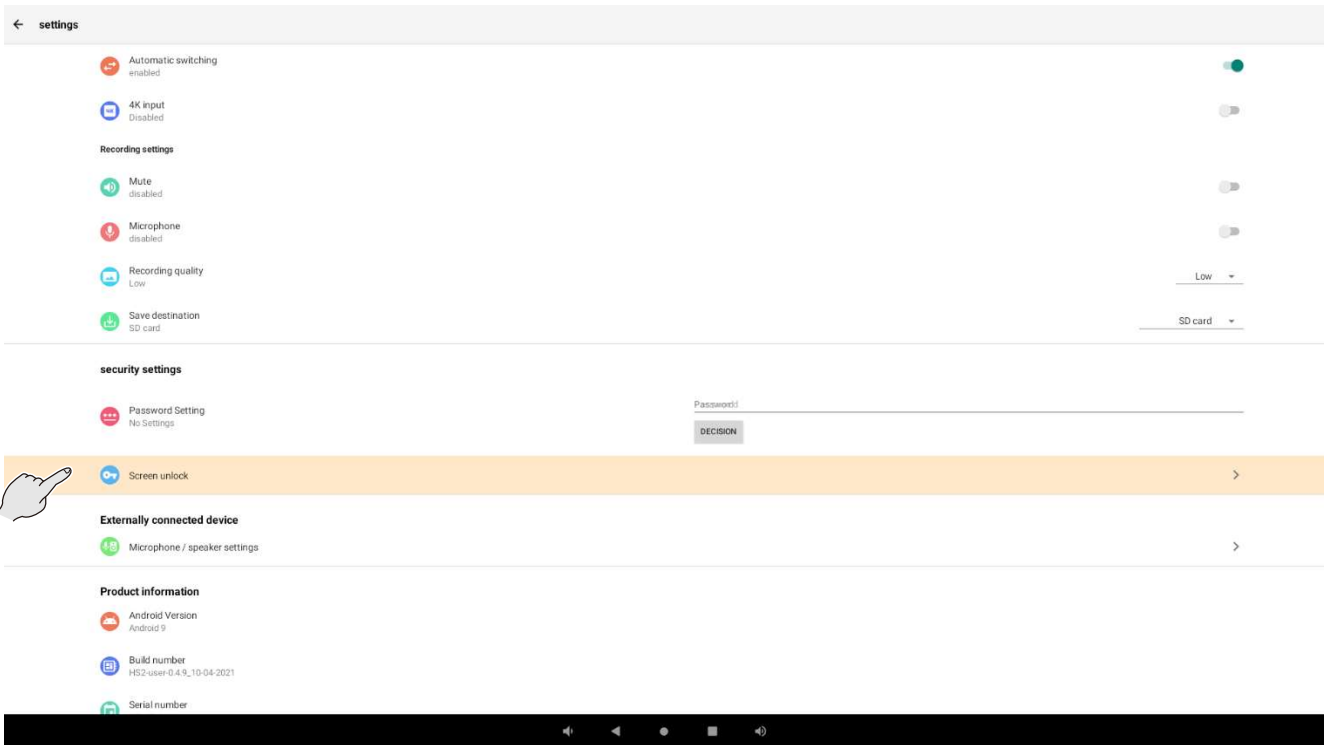 settings
Automatic switching
enabled
4K input
Disabled
Recording settings
Mute
disabled
Microphone
disabled
Recording quality
Low
Low
Save destination
SD card
SD card
security settings
Password Setting
No Settings
Password
DECISION
Screen unlock
Externally connected device
Microphone / speaker settings
Product information
Android Version
Android 9
Build number
HS2-user-0.4.9_10-04-2021
Serial number